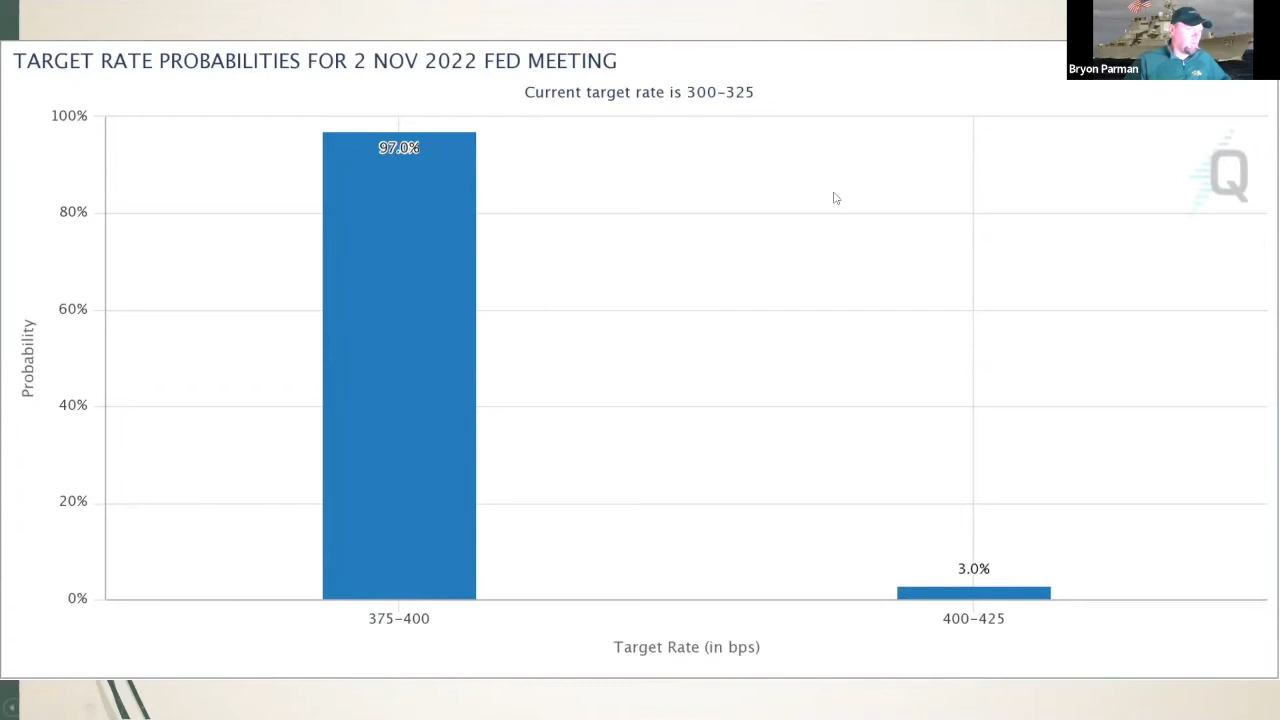 TARGET RATE PROBABILITIES FOR 2 NOV 2022 FED MEETING
Bryon Parman
Current target rate is 300-325
100%
97.0%
Q
80%
60%
Probability
40%
20%
3.0%
0%
375-400
400-425
Target Rate (in bps)